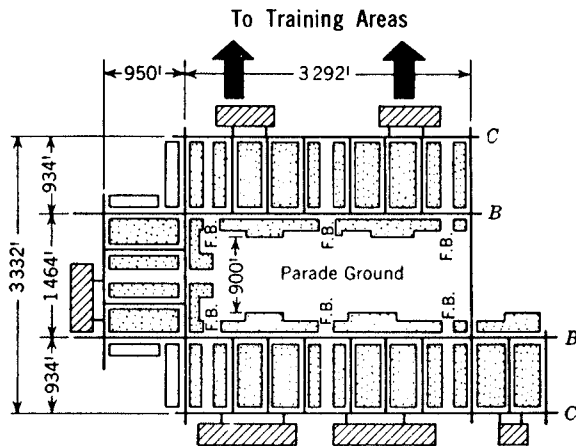 To Training Areas
950'
3292'
C
934'
B
F.B.
F.B.
F.B.
3332'
1464'
900'
Parade Ground
F.B.
F.B.
F.B.
B
934'
C